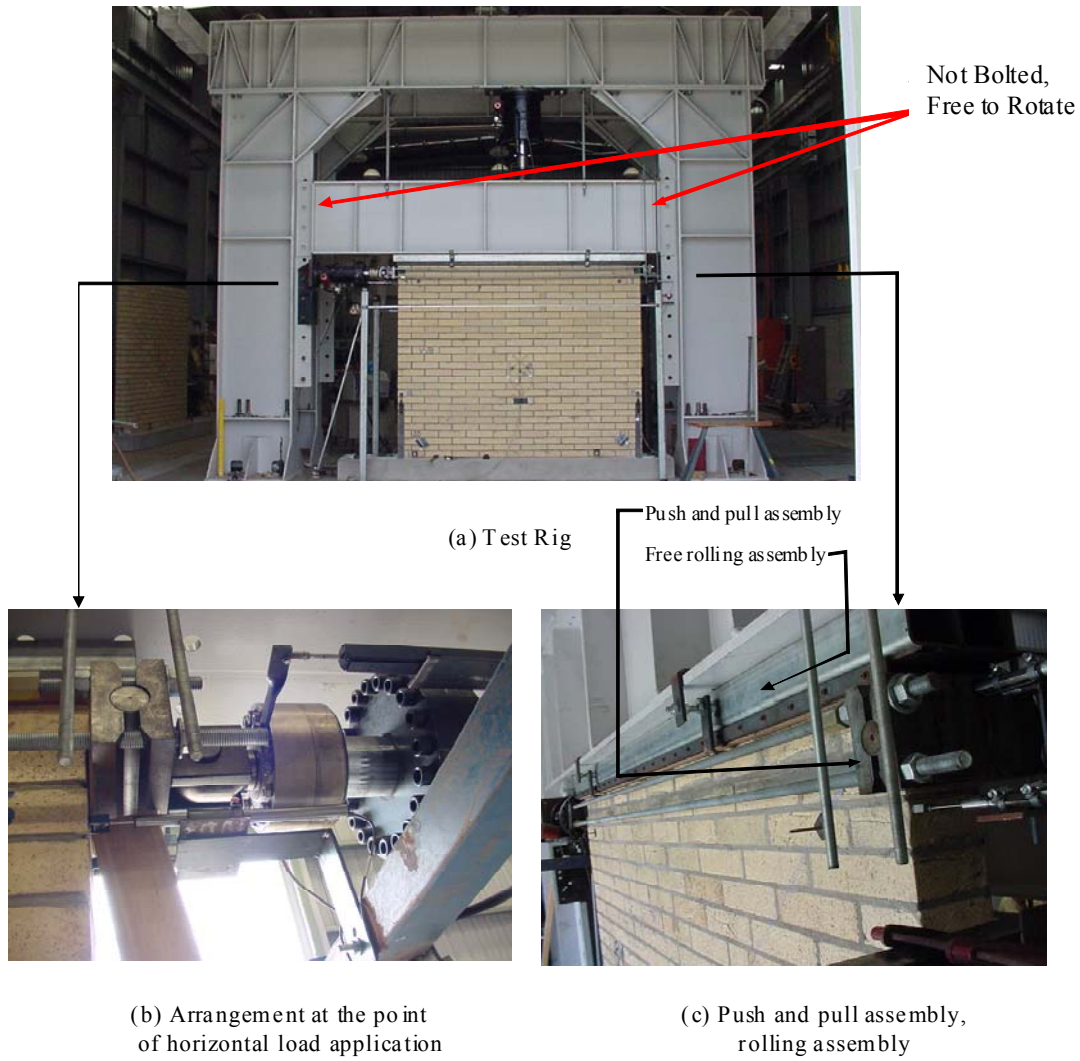 Not Bolted,
Free to Rotate
(a) Test Rig
Push and pull assembly
Free rolling assembly
(b) Arrangement at the point
of horizontal load application
(c) Push and pull assembly,
rolling assembly